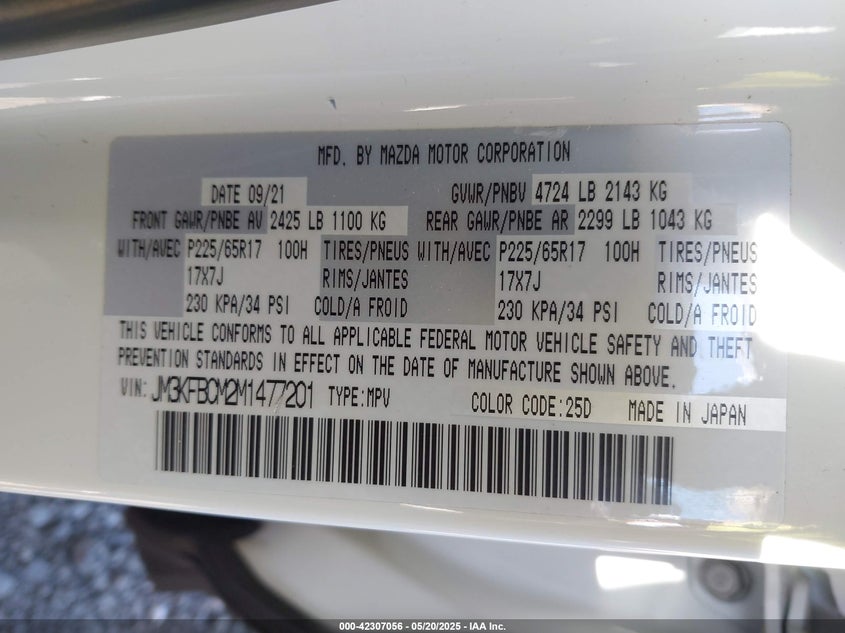 MFD. BY MAZDA MOTOR CORPORATION
DATE 09/21 GVWR/PNBV 4724 LB 2143 KG
FRONT GAWR/PNBE AV 2425 LB 1100 KG REAR GAWR/PNBE AR 2299 LB 1043 KG
WITH/AVEC P225/65R17 100H TIRES/PNEUS WITH/AVEC P225/65R17 100H TIRES/PNEUS
17X7J RIMS/JANTES 17X7J RIMS/JANTES
230 KPA/34 PSI COLD/A FROID 230 KPA/34 PSI COLD/A FROID
THIS VEHICLE CONFORMS TO ALL APPLICABLE FEDERAL MOTOR VEHICLE SAFETY AND THEFT
PREVENTION STANDARDS IN EFFECT ON THE DATE OF MANUFACTURE SHOWN ABOVE.
VIN: JM3KFBCM2M1477201 TYPE:MPV COLOR CODE:25D MADE IN JAPAN
000-42307056 - 05/20/2025 - IAA Inc.